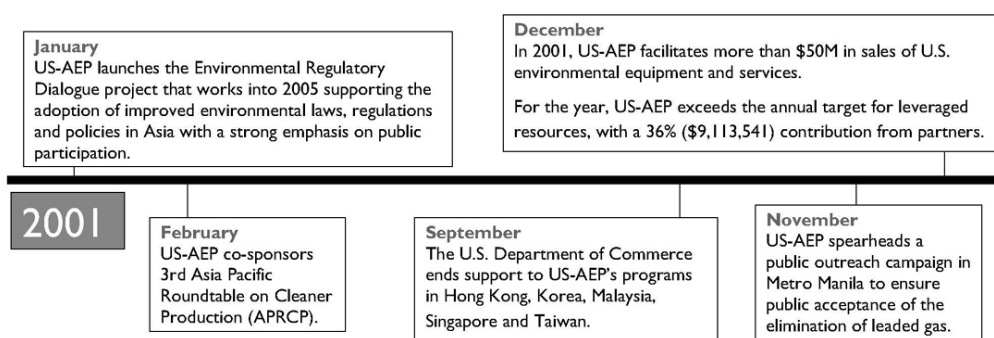 January
US-AEP launches the Environmental Regulatory
Dialogue project that works into 2005 supporting the
adoption of improved environmental laws, regulations
and policies in Asia with a strong emphasis on public
participation.
December
In 2001, US-AEP facilitates more than $50M in sales of U.S.
environmental equipment and services.
For the year, US-AEP exceeds the annual target for leveraged
resources, with a 36% ($9,113,541) contribution from partners.
2001
February
US-AEP co-sponsors
3rd Asia Pacific
Roundtable on Cleaner
Production (APRCP).
September
The U.S. Department of Commerce
ends support to US-AEP's programs
in Hong Kong, Korea, Malaysia,
Singapore and Taiwan.
November
US-AEP spearheads a
public outreach campaign in
Metro Manila to ensure
public acceptance of the
elimination of leaded gas.